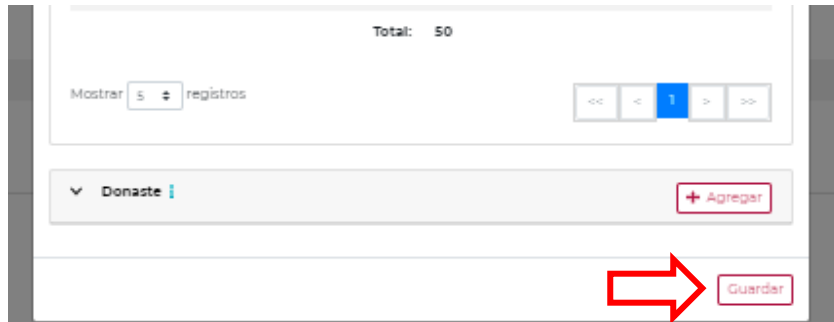 Total: 50
Mostrar 5 registros
<< < 1 > >>
Donaste i
+ Agregar
Guardar